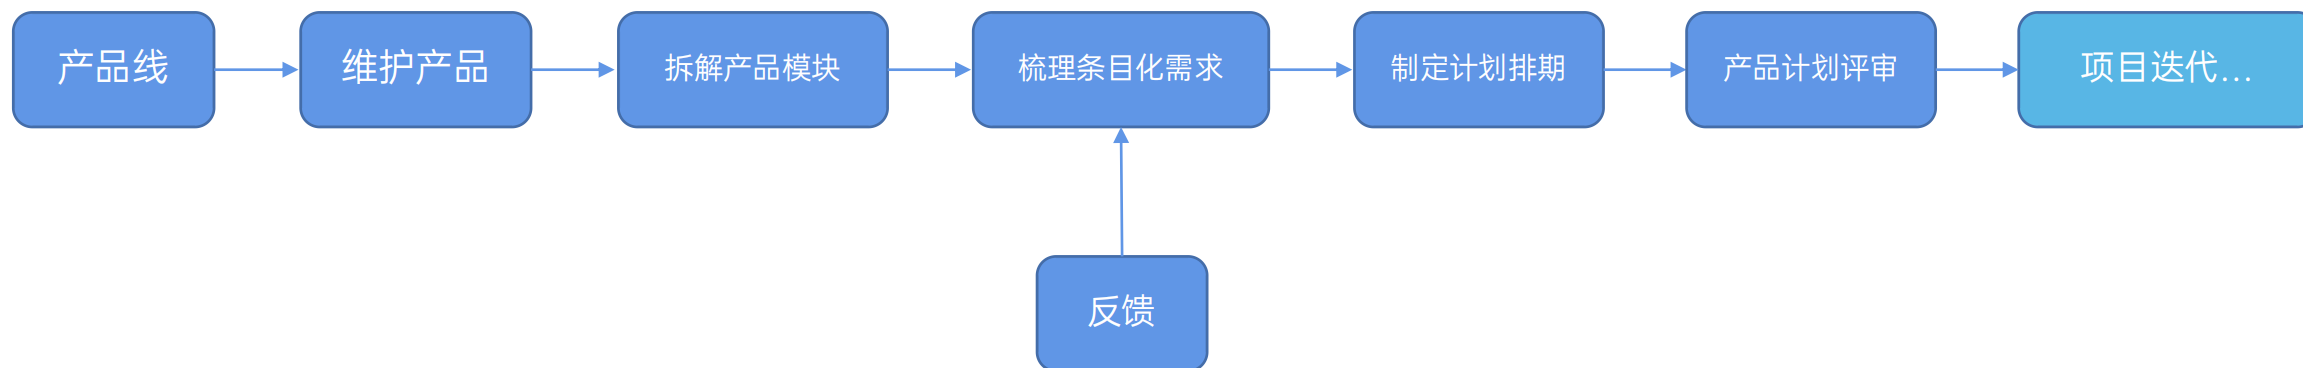 产品线
维护产品
拆解产品模块
梳理条目化需求
制定计划排期
产品计划评审
项目迭代...
反馈